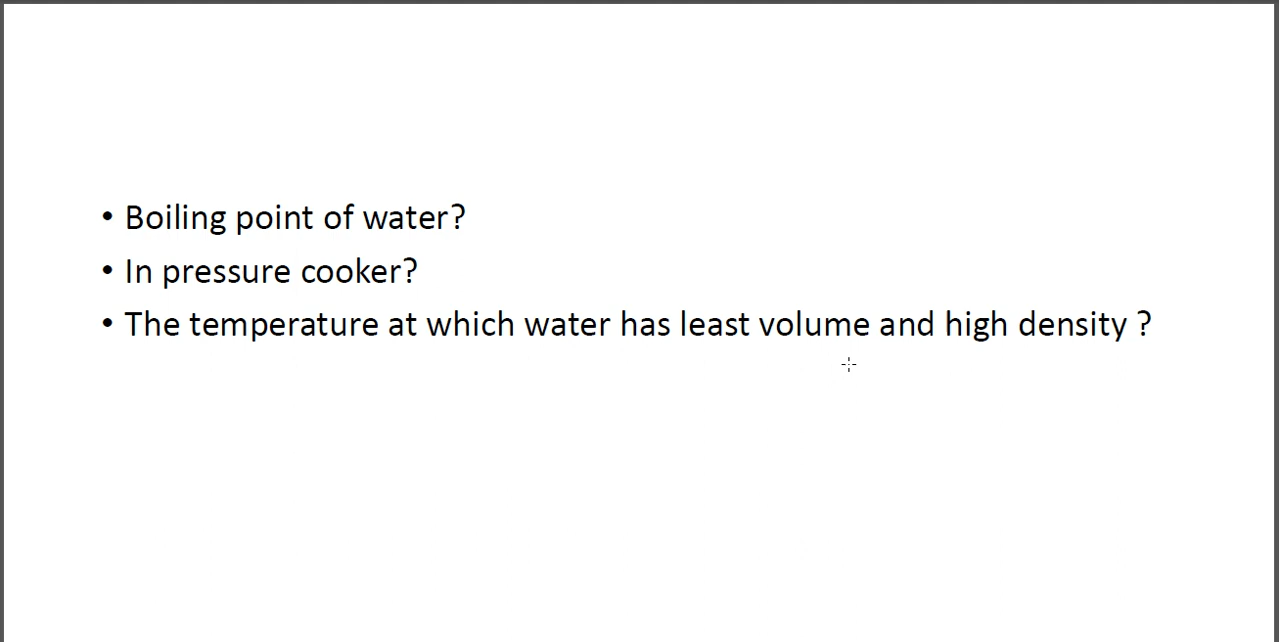 • Boiling point of water?
• In pressure cooker?
• The temperature at which water has least volume and high density ?